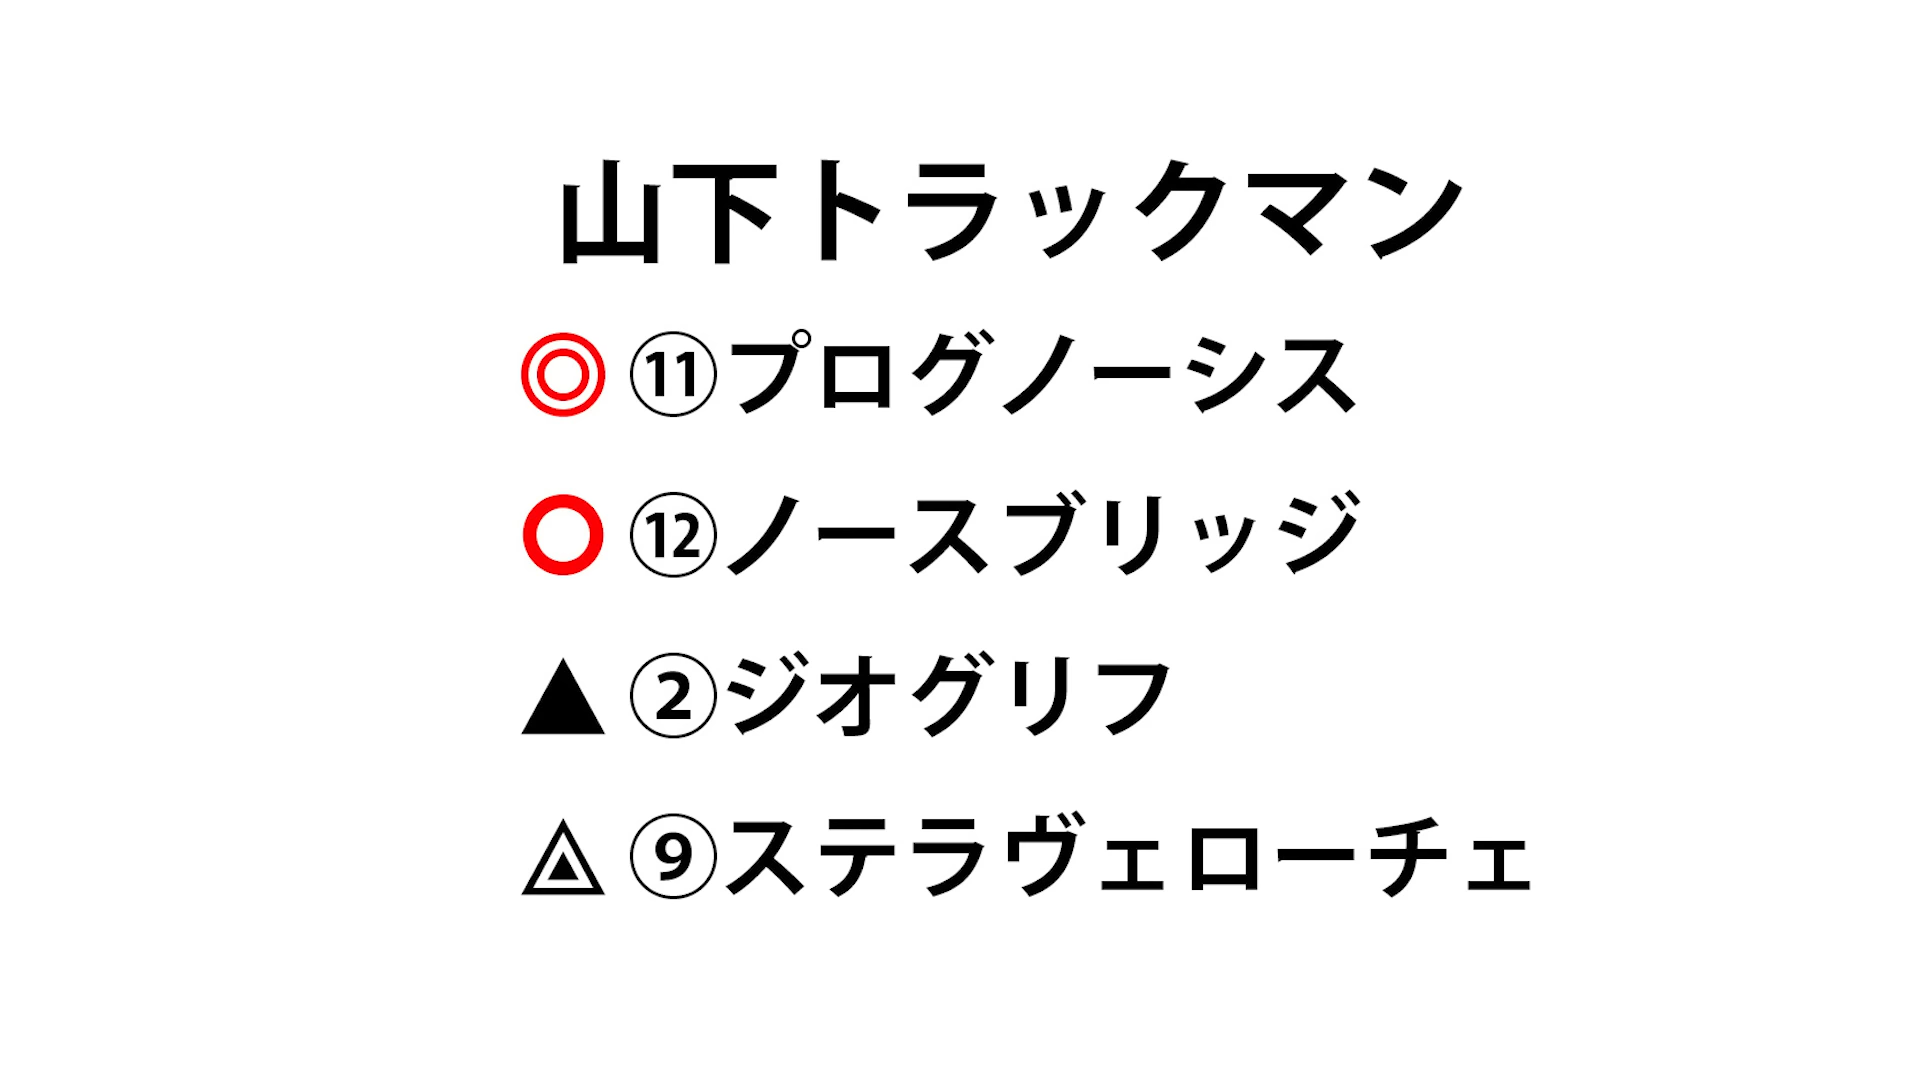 山下トラックマン
◎⑪プログノーシス
○⑫ノースブリッジ
▲②ジオグリフ
△⑨ステラヴェローチェ